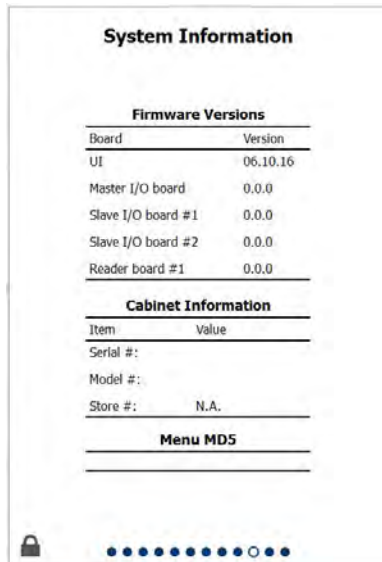 System Information
Firmware Versions
Board Version
UI 06.10.16
Master I/O board 0.0.0
Slave I/O board #1 0.0.0
Slave I/O board #2 0.0.0
Reader board #1 0.0.0
Cabinet Information
Item Value
Serial #:
Model #:
Store #: N.A.
Menu MD5